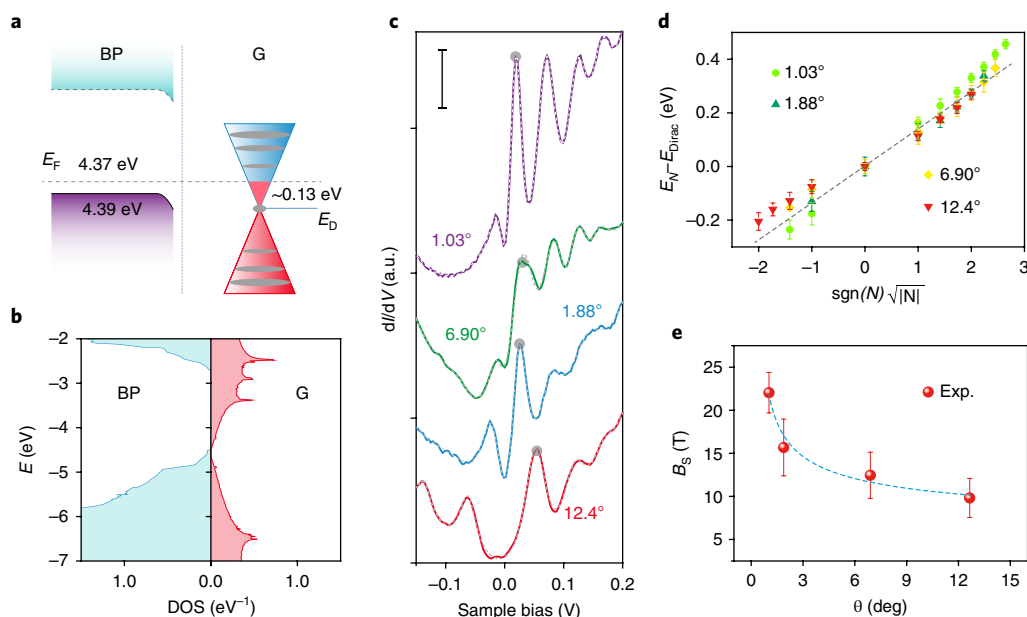 a
BP
G
E_F
4.37 eV
4.39 eV
~0.13 eV
E_D
b
−2
−3
−4
−5
−6
−7
E (eV)
BP
G
1.0
0.0
1.0
DOS (eV⁻¹)
c
1.03°
6.90°
1.88°
12.4°
dI/dV (a.u.)
−0.1
0.0
0.1
0.2
Sample bias (V)
d
0.4
0.2
0.0
−0.2
E_N−E_Dirac (eV)
1.03°
1.88°
6.90°
12.4°
−2
−1
0
1
2
3
sgn(N) √|N|
e
25
20
15
10
5
B_S (T)
Exp.
0
3
6
9
12
15
θ (deg)